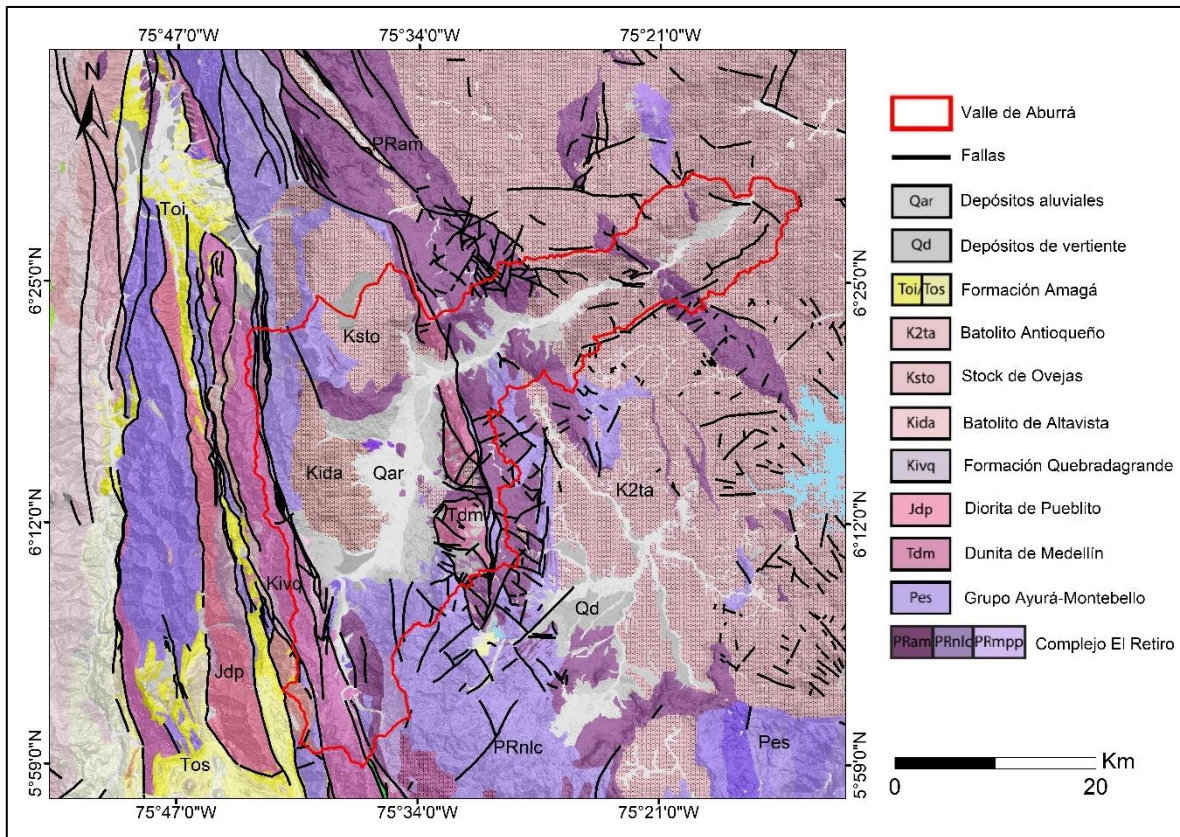 75°47'0"W 75°34'0"W 75°21'0"W
N
PRam
Toi
6°25'0"N
6°25'0"N
Ksto
Kida
Qar
K2ta
Tdm
6°12'0"N
6°12'0"N
Kivq
Qd
Jdp
PRnlc
Pes
Tos
5°59'0"N
5°59'0"N
75°47'0"W 75°34'0"W 75°21'0"W
Valle de Aburrá
Fallas
Qar Depósitos aluviales
Qd Depósitos de vertiente
Toi/Tos Formación Amagá
K2ta Batolito Antioqueño
Ksto Stock de Ovejas
Kida Batolito de Altavista
Kivq Formación Quebradagrande
Jdp Diorita de Pueblito
Tdm Dunita de Medellín
Pes Grupo Ayurá-Montebello
PRam PRnlc PRmpp Complejo El Retiro
Km
0 20